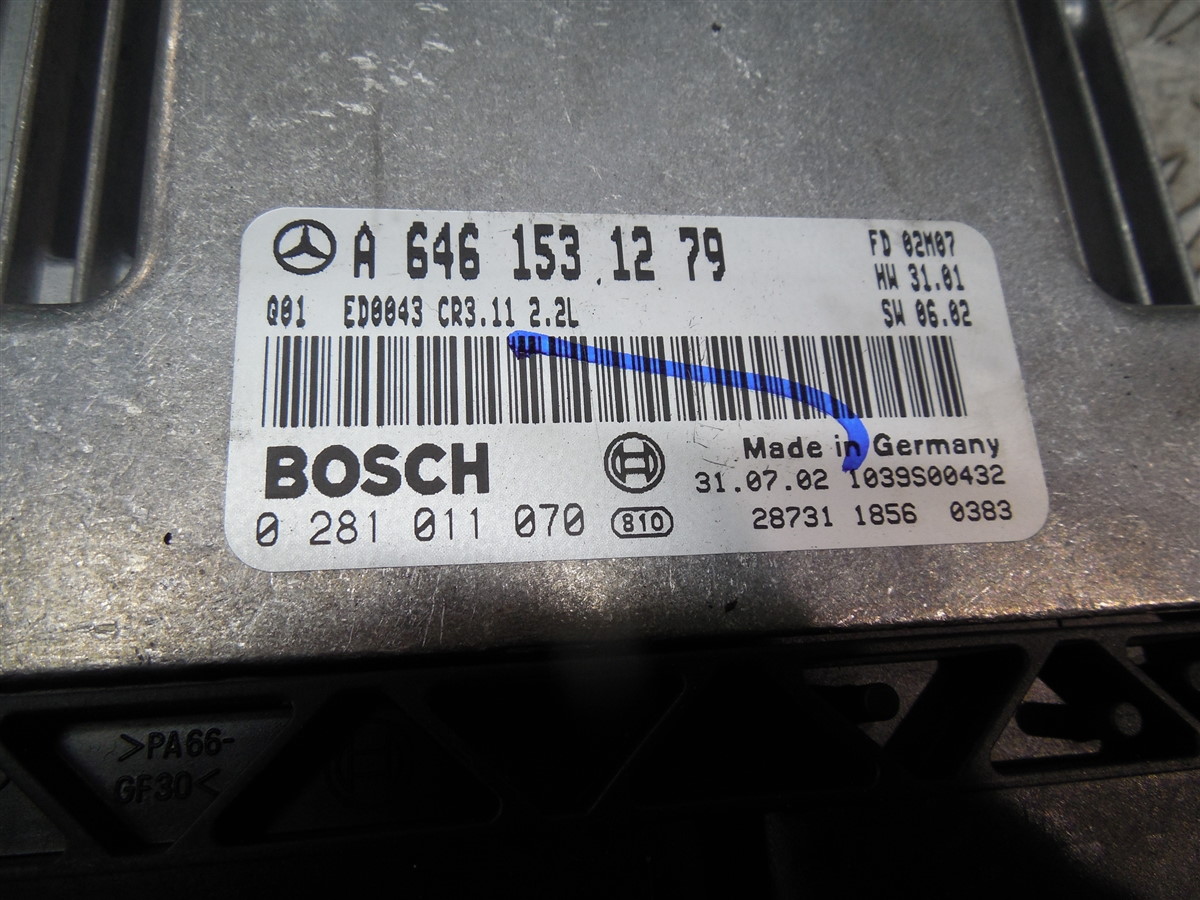 A 646 153 12 79
FD 02M07
HW 31.01
SW 06.02
Q01 ED0043 CR3.11 2.2L
BOSCH
Made in Germany
31.07.02 1039S00432
0 281 011 070 810
28731 1856 0383
>PA66-
GF30<